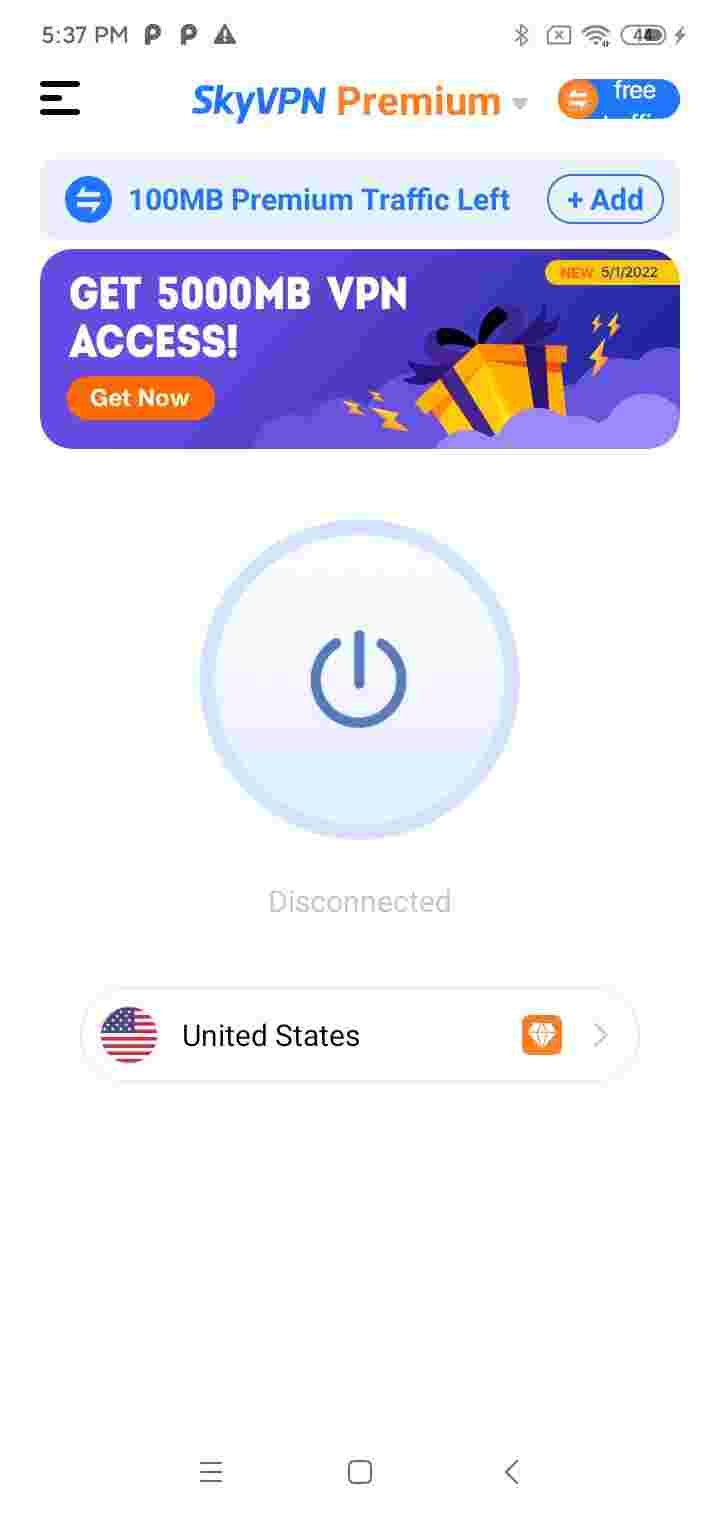 5:37 PM
44
SkyVPN Premium
free
100MB Premium Traffic Left
+ Add
GET 5000MB VPN
ACCESS!
NEW 5/1/2022
Get Now
Disconnected
United States